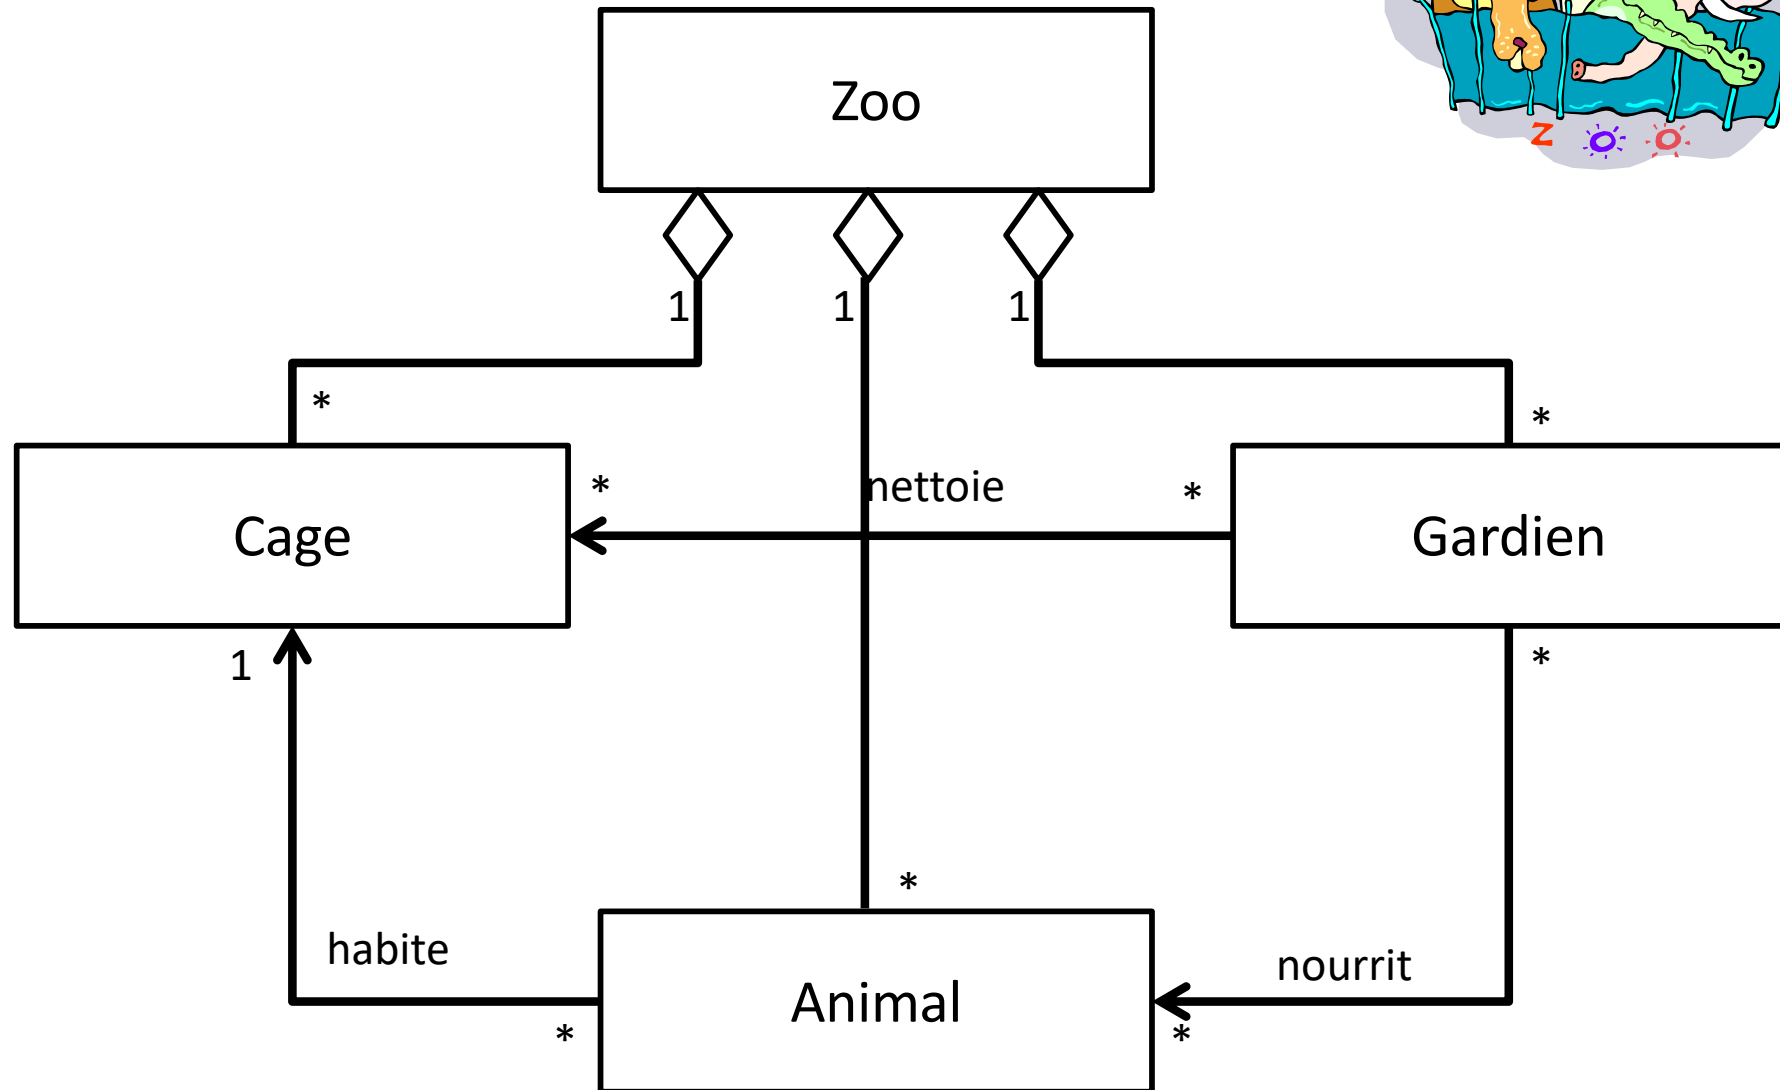 Zoo
Z O O
1
1
1
*
*
*
nettoie
*
Cage
Gardien
1
*
*
habite
nourrit
Animal
*
*